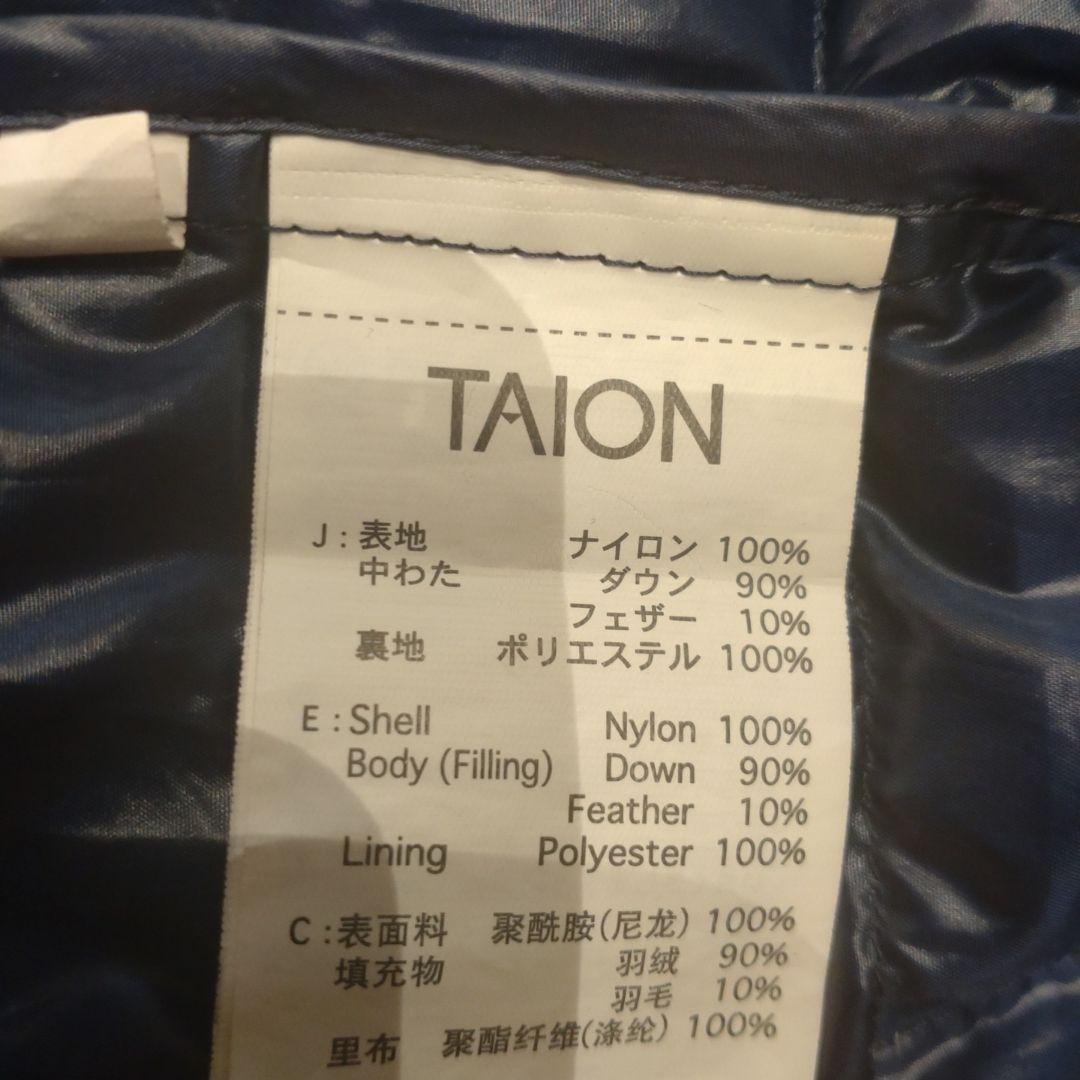 TAION
J : 表地 ナイロン 100%
中わた ダウン 90%
フェザー 10%
裏地 ポリエステル 100%
E : Shell Nylon 100%
Body (Filling) Down 90%
Feather 10%
Lining Polyester 100%
C : 表面料 聚酰胺(尼龙) 100%
填充物 羽绒 90%
羽毛 10%
里布 聚酯纤维(涤纶) 100%